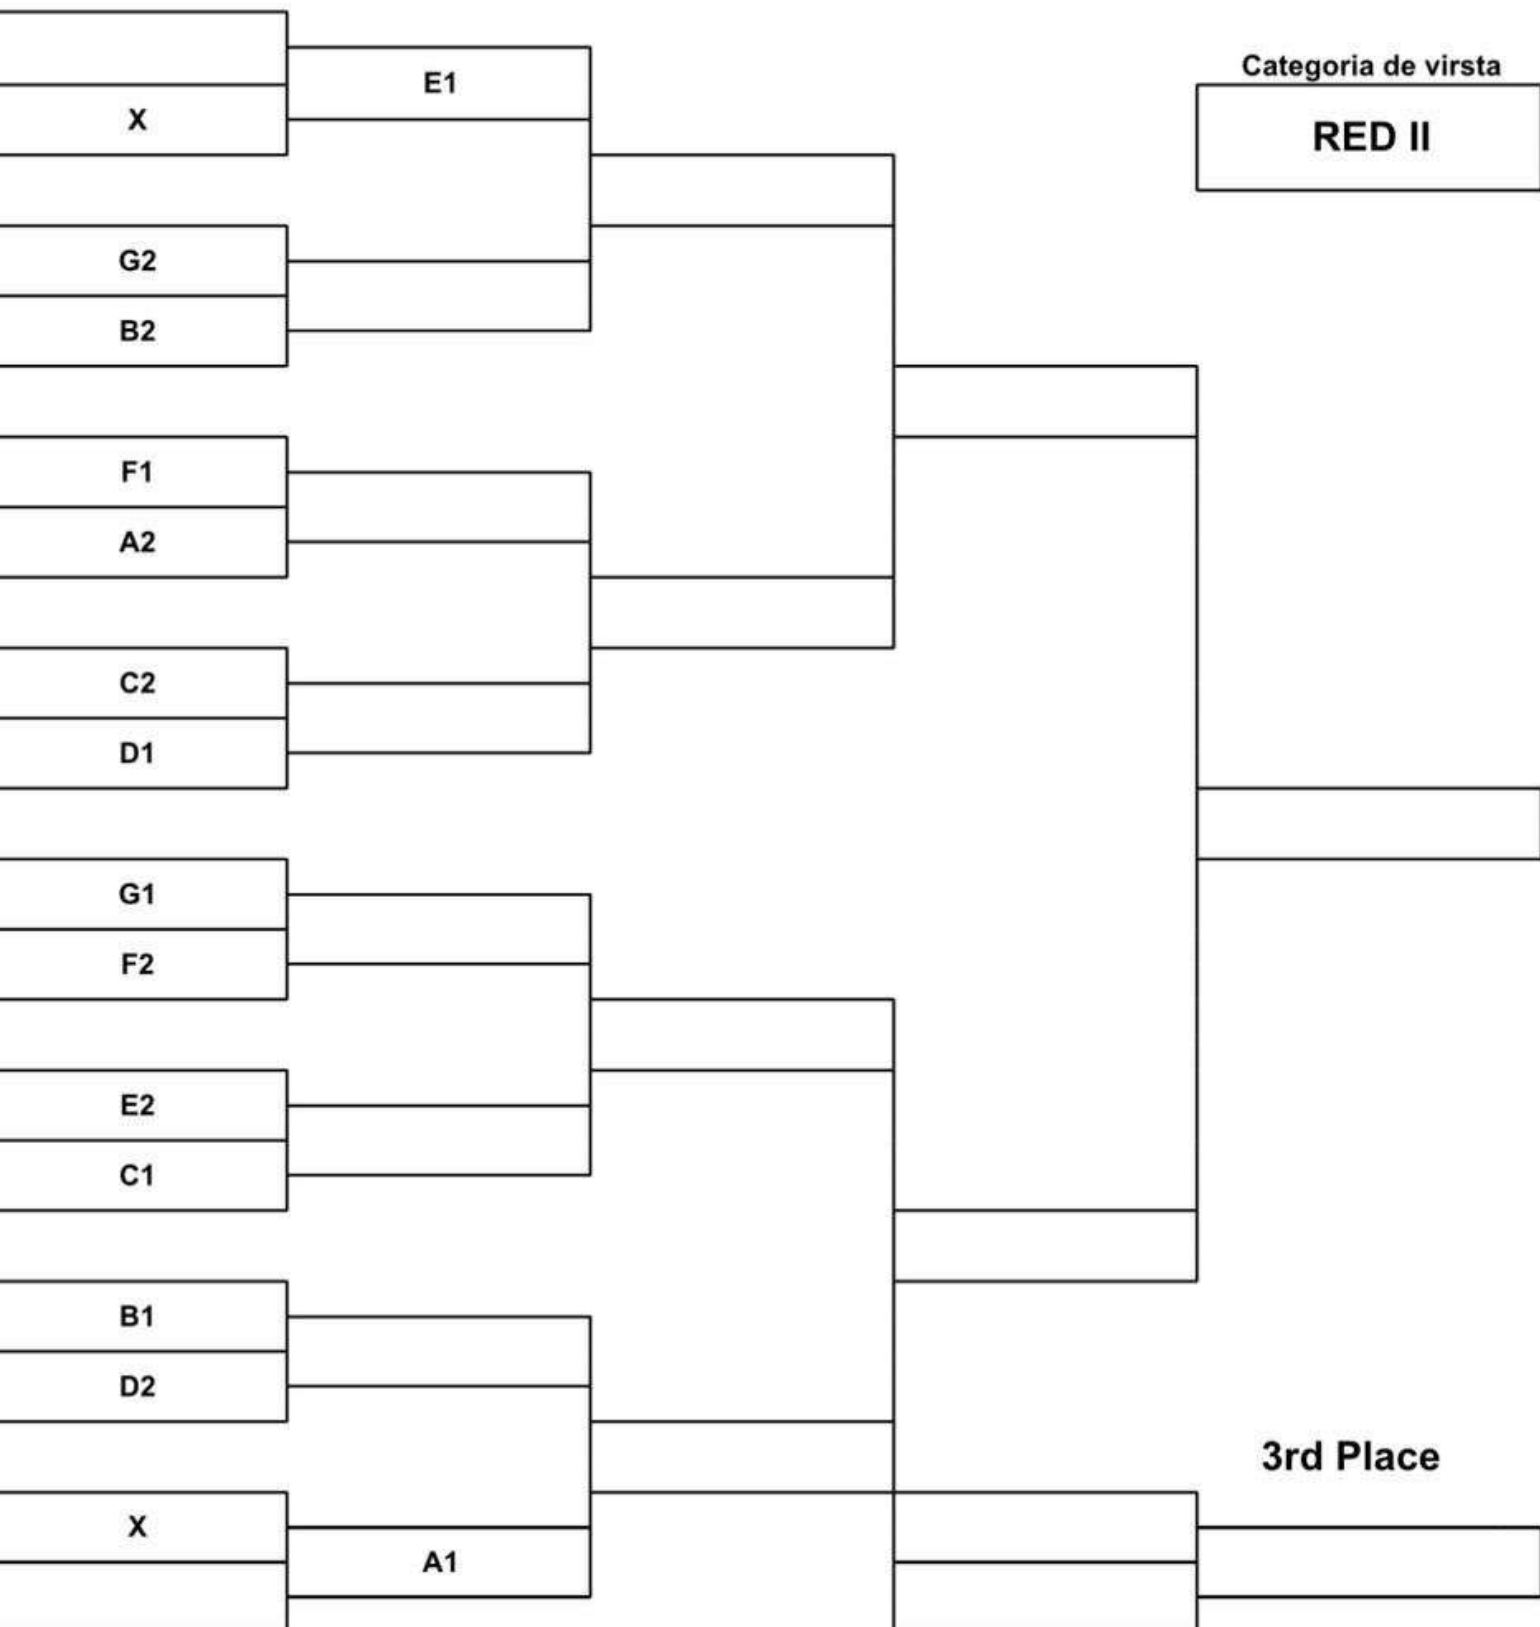 E1
Categoria de virsta
RED II
X
G2
B2
F1
A2
C2
D1
G1
F2
E2
C1
B1
D2
3rd Place
X
A1